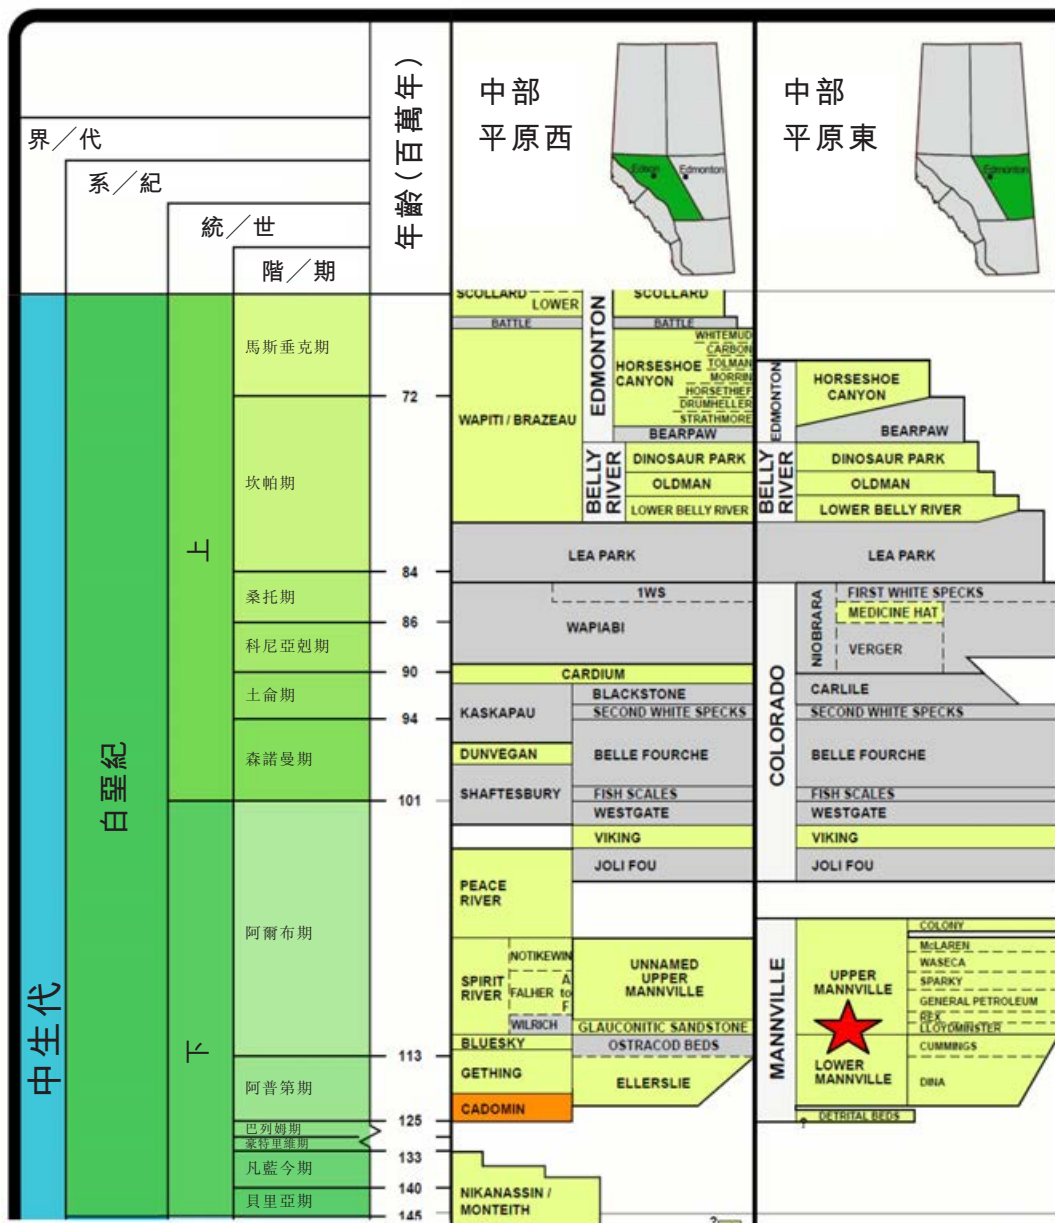 界／代
系／紀
統／世
階／期
年齡(百萬年)
中部
平原西
Edson
Edmonton
中部
平原東
Edmonton
中生代
白堊紀
上
下
馬斯垂克期
坎帕期
桑托期
科尼亞剋期
土侖期
森諾曼期
阿爾布期
阿普第期
巴列姆期
豪特里維期
凡藍今期
貝里亞期
72
84
86
90
94
101
113
125
133
140
145
SCOLLARD
LOWER
BATTLE
WAPITI / BRAZEAU
EDMONTON
SCOLLARD
BATTLE
HORSESHOE
CANYON
WHITEMUD
CARBON
TOLMAN
MORRIN
HORSETHIEF
DRUMHELLER
STRATHMORE
BEARPAW
BELLY
RIVER
DINOSAUR PARK
OLDMAN
LOWER BELLY RIVER
LEA PARK
1WS
WAPIABI
CARDIUM
KASKAPAU
BLACKSTONE
SECOND WHITE SPECKS
DUNVEGAN
BELLE FOURCHE
SHAFTESBURY
FISH SCALES
WESTGATE
VIKING
JOLI FOU
PEACE
RIVER
SPIRIT
RIVER
NOTIKEWIN
FALHER
A
to
F
WILRICH
UNNAMED
UPPER
MANNVILLE
GLAUCONITIC SANDSTONE
BLUESKY
OSTRACOD BEDS
GETHING
ELLERSLIE
CADOMIN
NIKANASSIN /
MONTEITH
?
EDMONTON
HORSESHOE
CANYON
BEARPAW
BELLY
RIVER
DINOSAUR PARK
OLDMAN
LOWER BELLY RIVER
LEA PARK
COLORADO
NIOBRARA
FIRST WHITE SPECKS
MEDICINE HAT
VERGER
CARLILE
SECOND WHITE SPECKS
BELLE FOURCHE
FISH SCALES
WESTGATE
VIKING
JOLI FOU
MANNVILLE
UPPER
MANNVILLE
LOWER
MANNVILLE
COLONY
McLAREN
WASECA
SPARKY
GENERAL PETROLEUM
REX
LLOYDMINSTER
CUMMINGS
DINA
DETRITAL BEDS
?